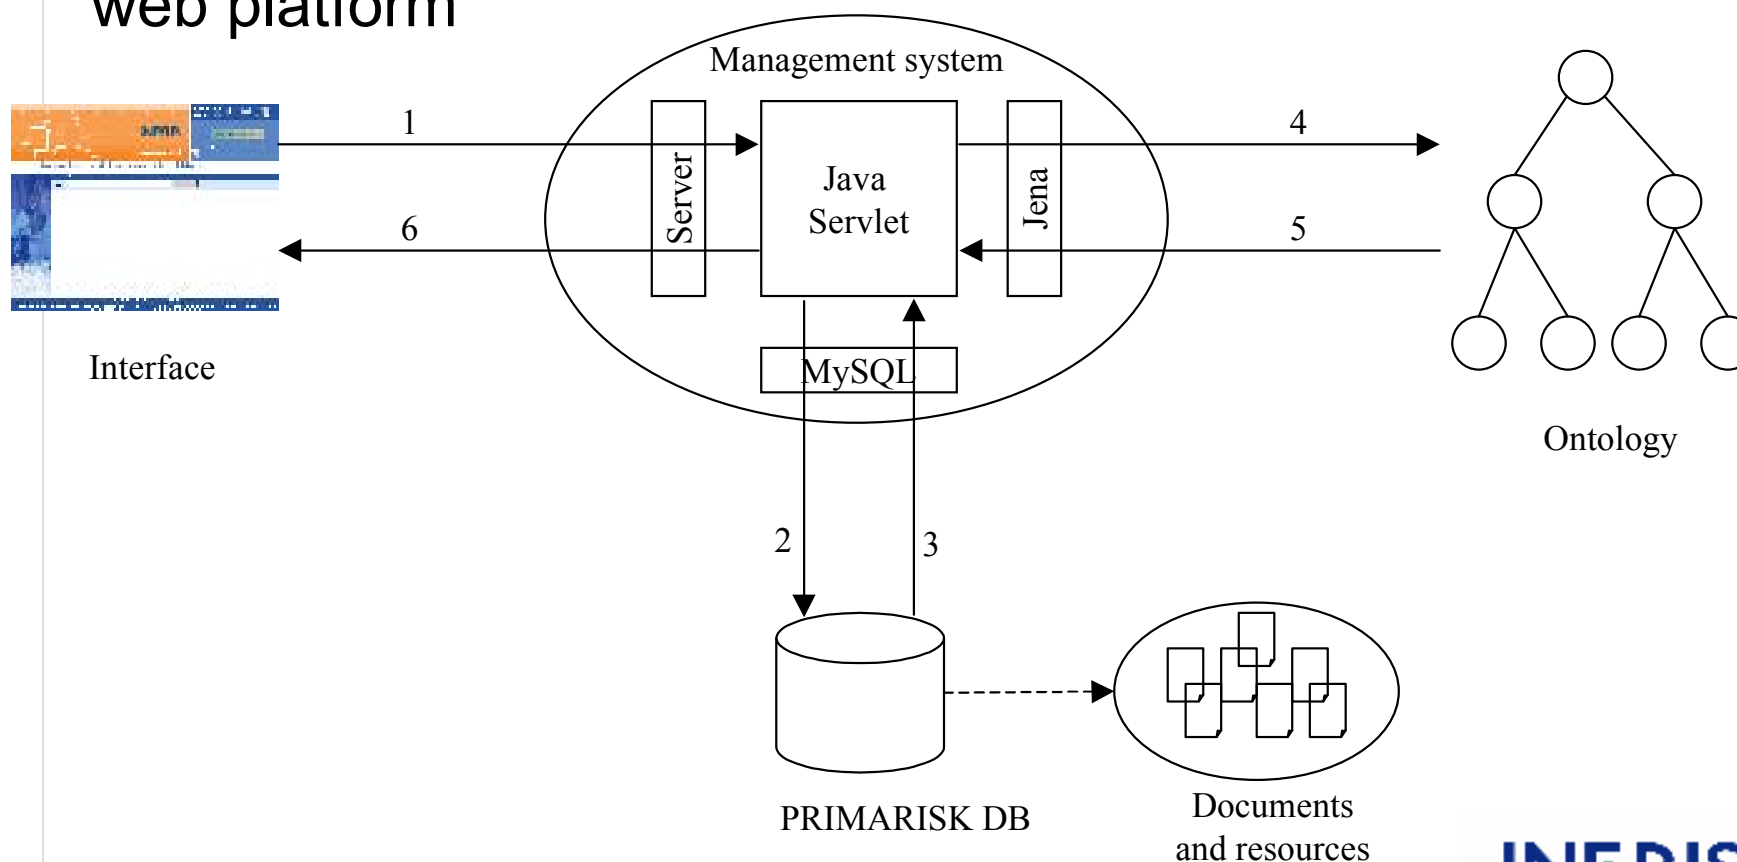 web platform
Management system
1
4
Server
Java
Servlet
Jena
6
5
Interface
MySQL
Ontology
2
3
PRIMARISK DB
Documents
and resources
INERIS